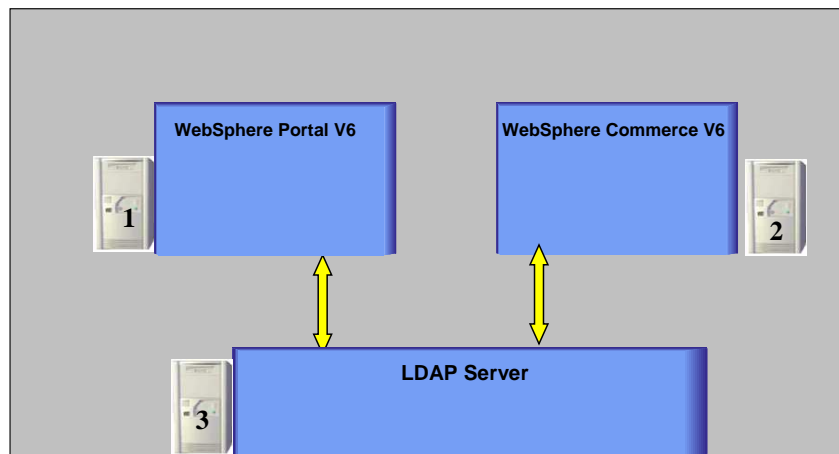 WebSphere Portal V6
WebSphere Commerce V6
1
2
LDAP Server
3